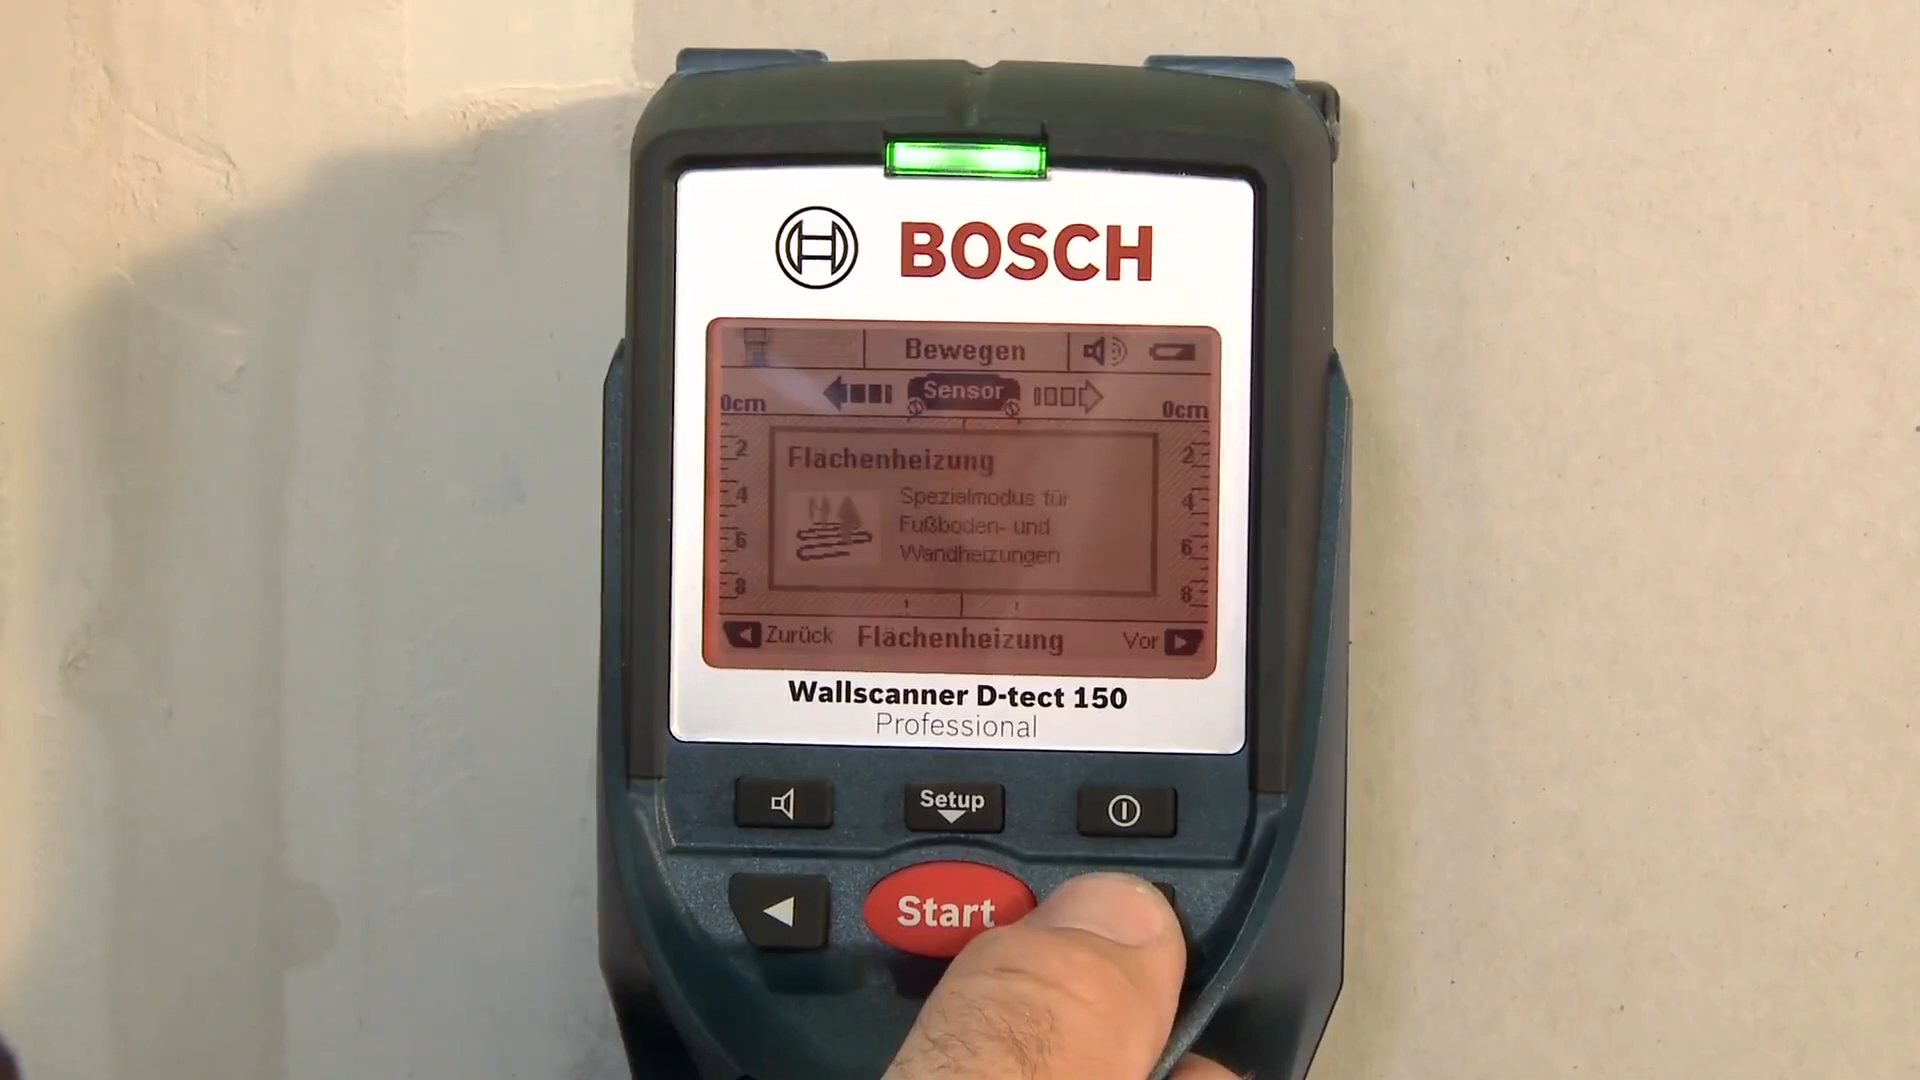 BOSCH
Bewegen
Sensor
0cm 0cm
Flächenheizung
Spezialmodus für
Fußboden- und
Wandheizungen
2 2
4 4
6 6
8 8
Zurück Flächenheizung Vor
Wallscanner D-tect 150
Professional
Setup
Start